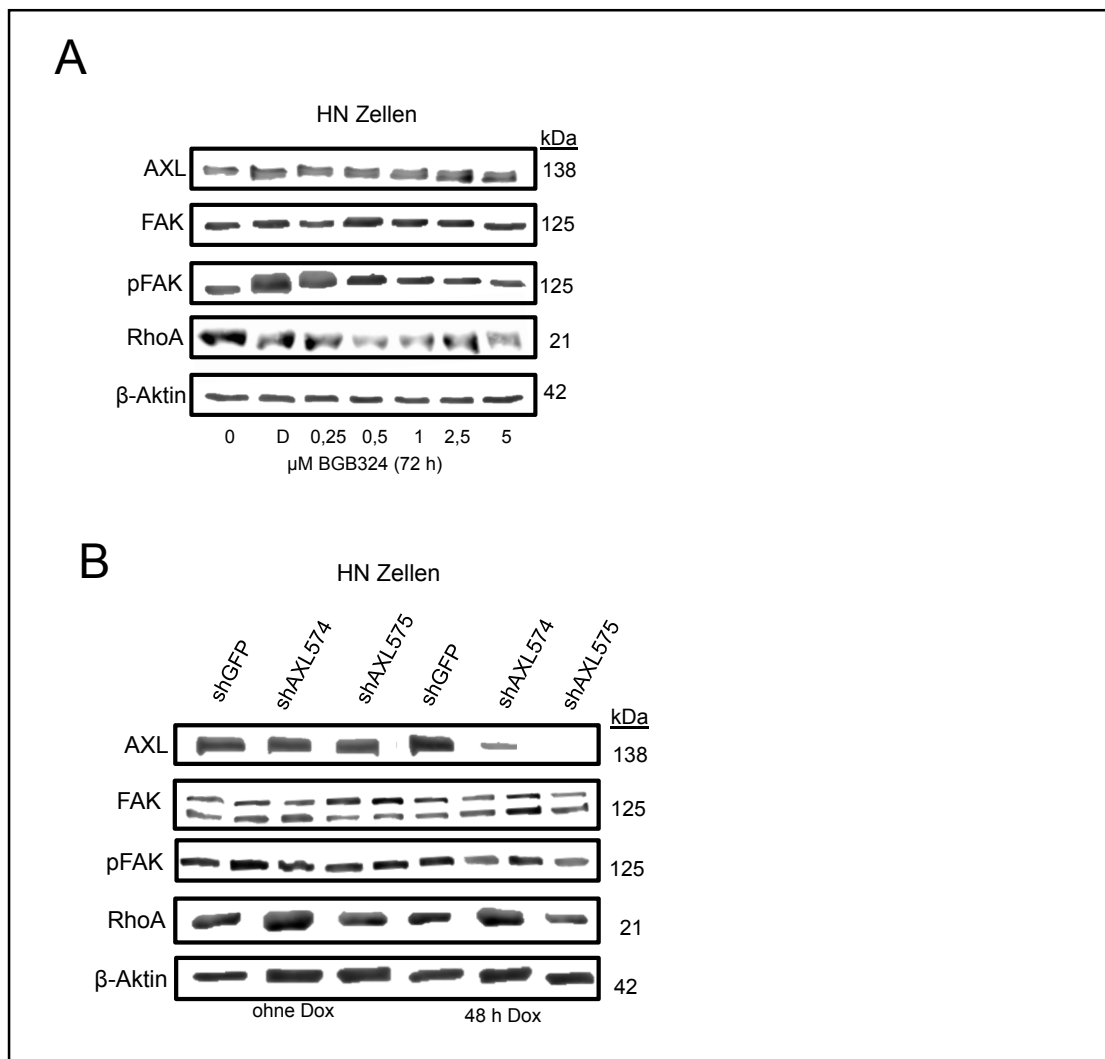 A
HN Zellen
kDa
AXL 138
FAK 125
pFAK 125
RhoA 21
β-Aktin 42
0 D 0,25 0,5 1 2,5 5
µM BGB324 (72 h)
B
HN Zellen
shGFP shAXL574 shAXL575 shGFP shAXL574 shAXL575
kDa
AXL 138
FAK 125
pFAK 125
RhoA 21
β-Aktin 42
ohne Dox 48 h Dox